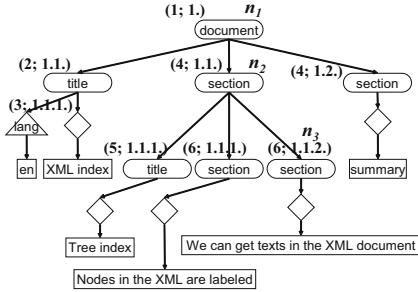 (1; 1.) n1
document
(2; 1.1.) (4; 1.1.) n2 (4; 1.2.)
title section section
(3; 1.1.1.)
lang
n3
(5; 1.1.1.) (6; 1.1.1.) (6; 1.1.2.)
en XML index title section section summary
Tree index We can get texts in the XML document
Nodes in the XML are labeled